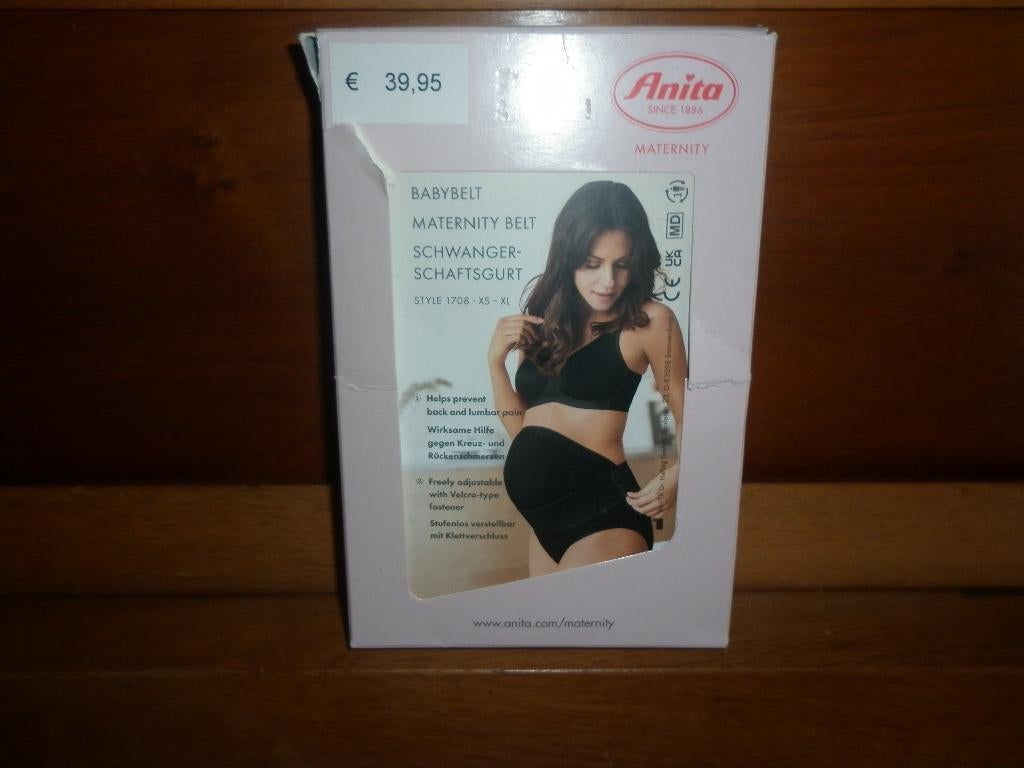 € 39,95
Anita
SINCE 1886
MATERNITY
BABYBELT
MATERNITY BELT
SCHWANGER-
SCHAFTSGURT
STYLE 1708 · XS – XL
MD
UK
CA
CE
① Helps prevent
back and lumbar pain
Wirksame Hilfe
gegen Kreuz- und
Rückenschmerzen
② Freely adjustable
with Velcro-type
fastener
Stufenlos verstellbar
mit Klettverschluss
www.anita.com/maternity